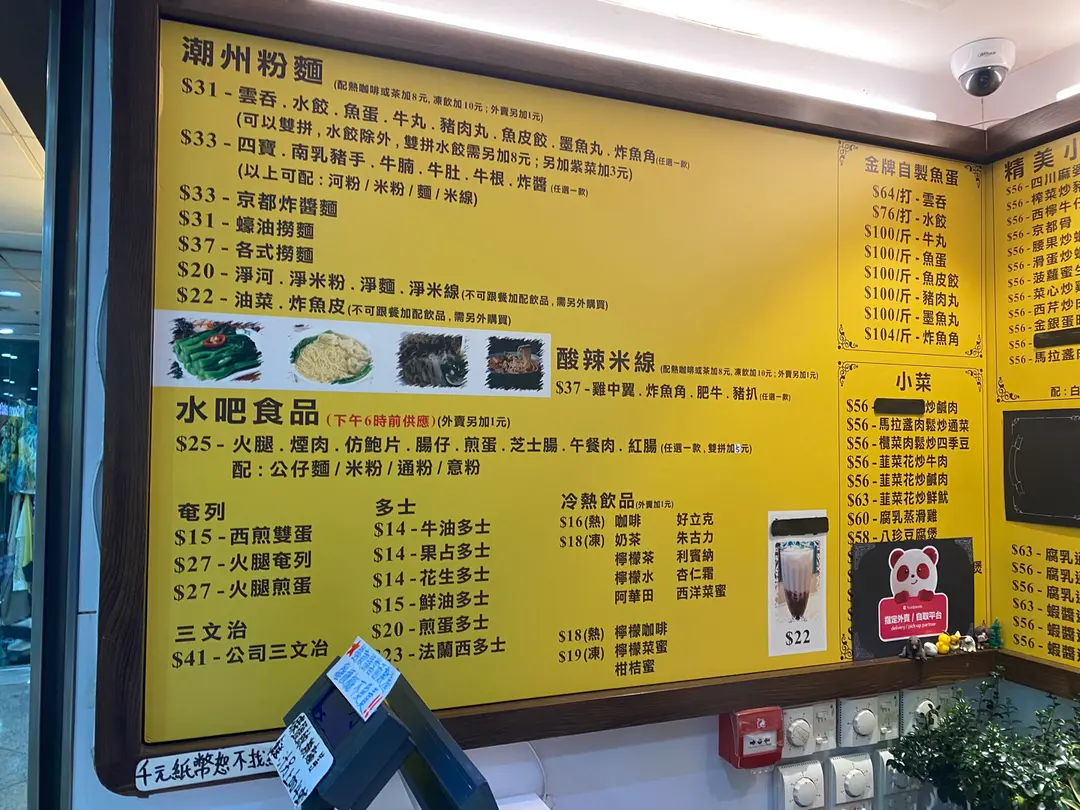 潮州粉麵 (配熱咖啡或茶加8元, 凍飲加10元 ; 外賣另加1元)
$31 - 雲吞 . 水餃 . 魚蛋 . 牛丸 . 豬肉丸 . 魚皮餃 . 墨魚丸 . 炸魚角 (任選一款)
(可以雙拼 , 水餃除外 , 雙拼水餃需另加8元 ; 另加紫菜加3元)
$33 - 四寶 . 南乳豬手 . 牛腩 . 牛肚 . 牛根 . 炸醬 (任選一款)
(以上可配 : 河粉 / 米粉 / 麵 / 米線)
$33 - 京都炸醬麵
$31 - 蠔油撈麵
$37 - 各式撈麵
$20 - 淨河 . 淨米粉 . 淨麵 . 淨米線 (不可跟餐加配飲品 , 需另外購買)
$22 - 油菜 . 炸魚皮 (不可跟餐加配飲品 , 需另外購買)
酸辣米線 (配熱咖啡或茶加8元, 凍飲加10元 ; 外賣另加1元)
$37 - 雞中翼 . 炸魚角 . 肥牛 . 豬扒 (任選一款)
水吧食品 (下午6時前供應) (外賣另加1元)
$25 - 火腿 . 煙肉 . 仿鮑片 . 腸仔 . 煎蛋 . 芝士腸 . 午餐肉 . 紅腸 (任選一款 , 雙拼加5元)
配 : 公仔麵 / 米粉 / 通粉 / 意粉
奄列
$15 - 西煎雙蛋
$27 - 火腿奄列
$27 - 火腿煎蛋
三文治
$41 - 公司三文冶
多士
$14 - 牛油多士
$14 - 果占多士
$14 - 花生多士
$15 - 鮮油多士
$20 - 煎蛋多士
$23 - 法蘭西多士
冷熱飲品 (外賣加1元)
$16 (熱) 咖啡 好立克
$18 (凍) 奶茶 朱古力
檸檬茶 利賓納
檸檬水 杏仁霜
阿華田 西洋菜蜜
$18 (熱) 檸檬咖啡
$19 (凍) 檸檬菜蜜
柑桔蜜
$22
金牌自製魚蛋
$64/打 - 雲吞
$76/打 - 水餃
$100/斤 - 牛丸
$100/斤 - 魚蛋
$100/斤 - 魚皮餃
$100/斤 - 豬肉丸
$100/斤 - 墨魚丸
$104/斤 - 炸魚角
小菜
$56 - 炒鹹肉
$56 - 馬拉盞肉鬆炒通菜
$56 - 欖菜肉鬆炒四季豆
$56 - 韮菜花炒牛肉
$56 - 韮菜花炒鹹肉
$63 - 韮菜花炒鮮魷
$60 - 腐乳蒸滑雞
$58 - 八珍豆腐煲
煲
foodpanda
指定外賣 / 自取平台
delivery / pick-up partner
精美小
$56 - 四川麻婆
$56 - 榨菜炒
$56 - 西檸牛仔
$56 - 京都骨
$56 - 腰果炒
$56 - 滑蛋炒
$56 - 菠蘿
$56 - 菜心炒
$56 - 西芹炒
$56 - 金銀蛋
$56 - 馬拉盞
配 : 白
$63 - 腐乳
$56 - 腐乳
$56 - 腐乳
$63 - 蝦醬
$56 - 蝦醬
$56 - 蝦醬
千元紙幣恕不找